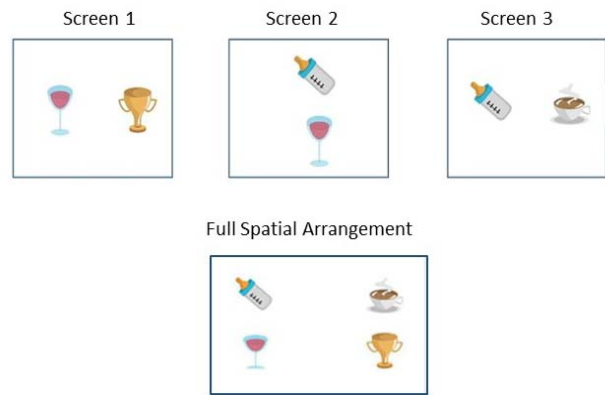 Screen 1
Screen 2
Screen 3
Full Spatial Arrangement